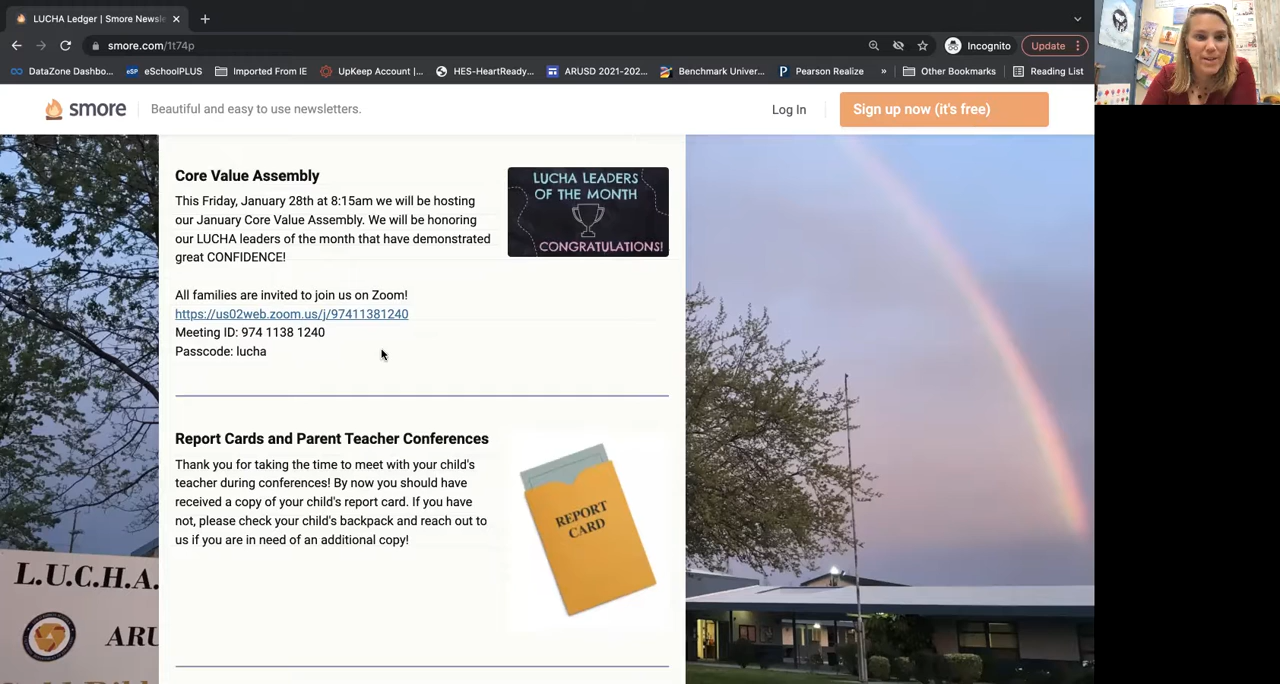 LUCHA Ledger | Smore Newsle
smore.com/1t74p
Incognito
Update
DataZone Dashbo...
eSchoolPLUS
Imported From IE
UpKeep Account |...
HES-HeartReady...
ARUSD 2021-202...
Benchmark Univer...
Pearson Realize
»
Other Bookmarks
Reading List
smore
Beautiful and easy to use newsletters.
Log In
Sign up now (it's free)
Core Value Assembly
This Friday, January 28th at 8:15am we will be hosting
our January Core Value Assembly. We will be honoring
our LUCHA leaders of the month that have demonstrated
great CONFIDENCE!
All families are invited to join us on Zoom!
https://us02web.zoom.us/j/97411381240
Meeting ID: 974 1138 1240
Passcode: lucha
LUCHA LEADERS
OF THE MONTH
CONGRATULATIONS!
Report Cards and Parent Teacher Conferences
Thank you for taking the time to meet with your child's
teacher during conferences! By now you should have
received a copy of your child's report card. If you have
not, please check your child's backpack and reach out to
us if you are in need of an additional copy!
REPORT
CARD
L.U.C.H.A.
ARU